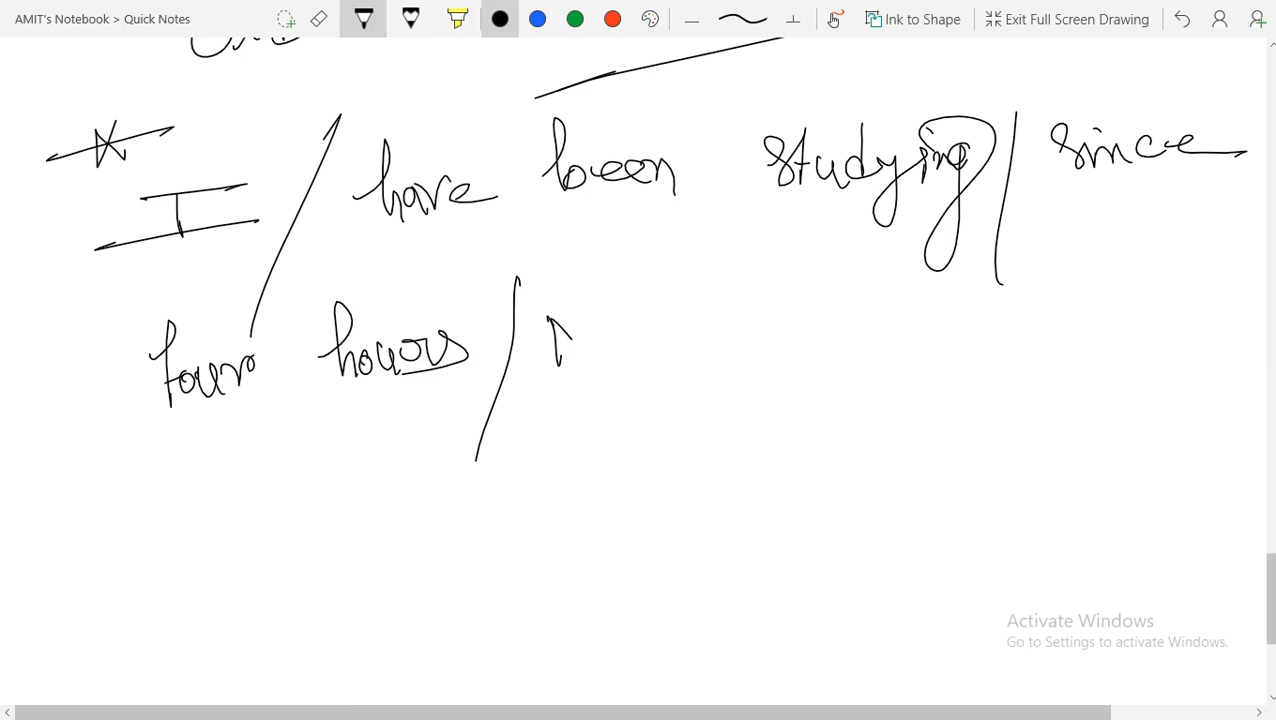 AMIT's Notebook > Quick Notes
Ink to Shape
Exit Full Screen Drawing
I / have been studying / since
four hours / N
Activate Windows
Go to Settings to activate Windows.